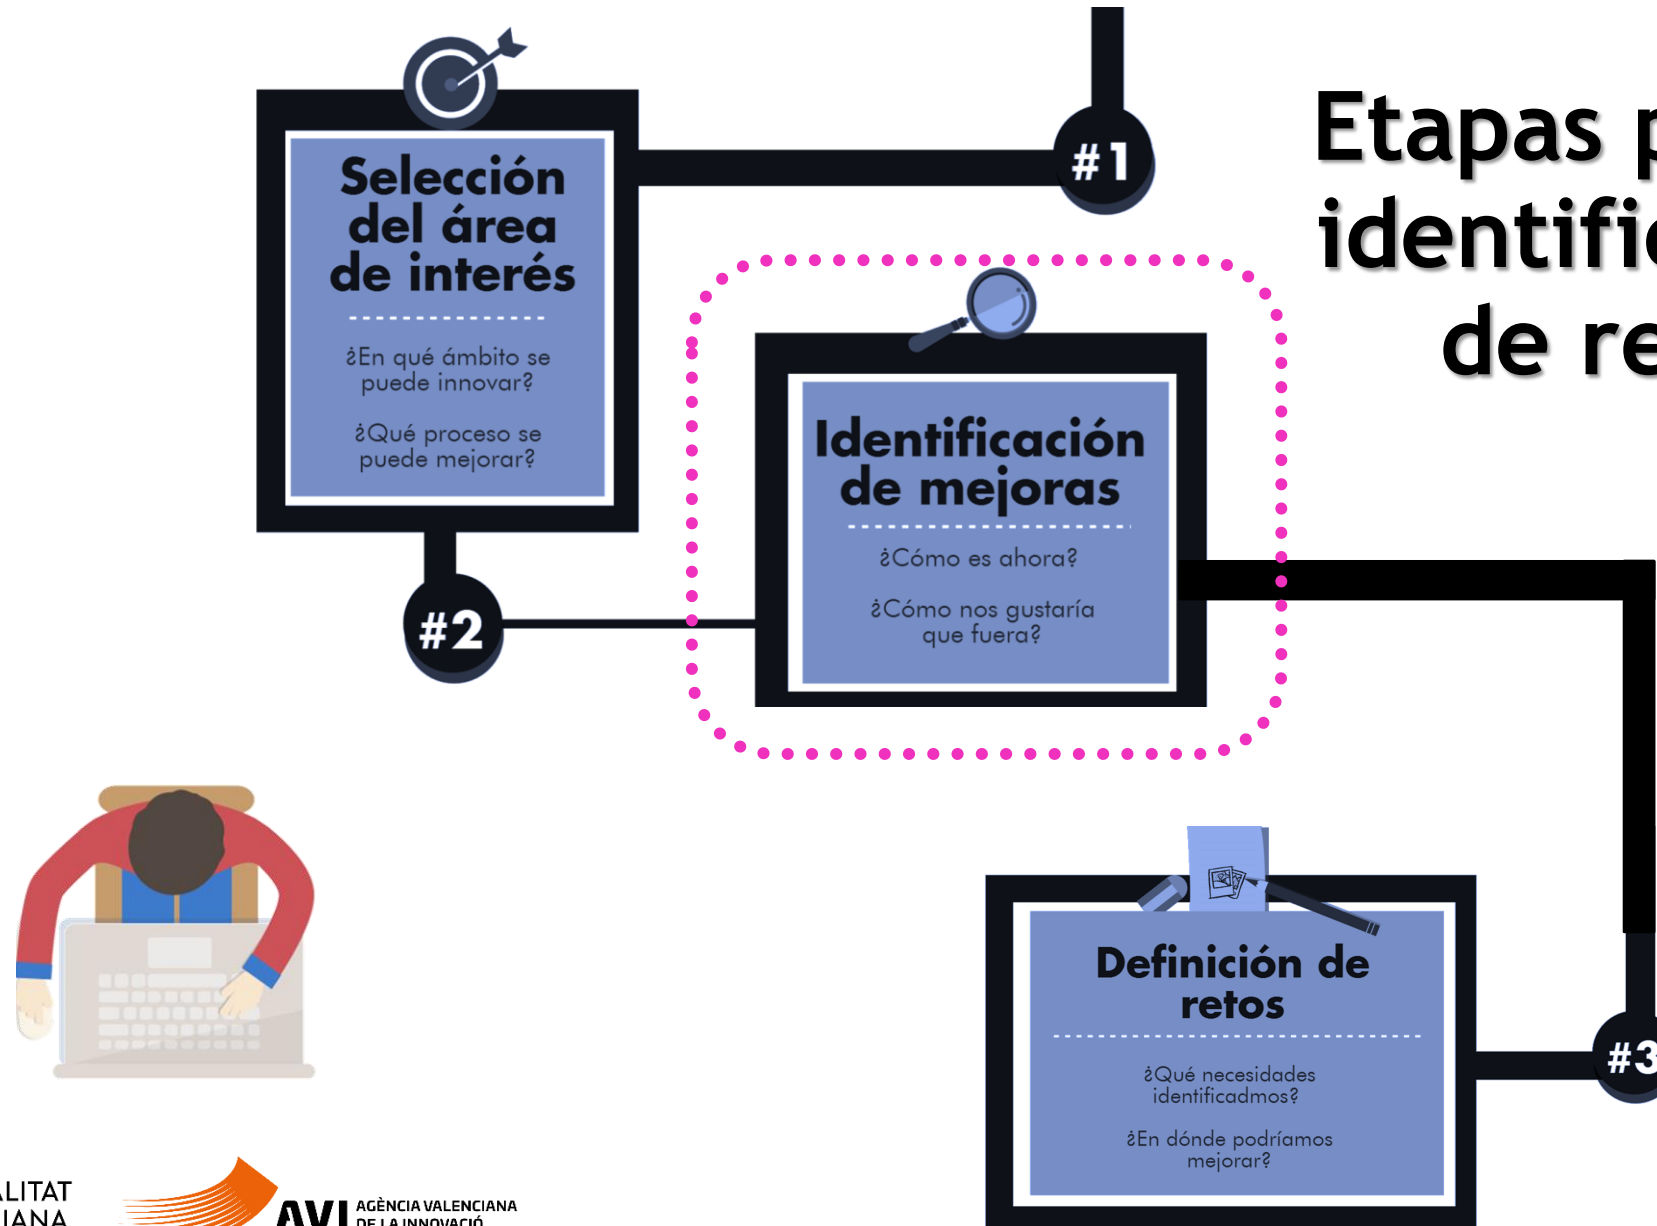 #1
Etapas p
identific
de re
Selección
del área
de interés
¿En qué ámbito se
puede innovar?
¿Qué proceso se
puede mejorar?
#2
Identificación
de mejoras
¿Cómo es ahora?
¿Cómo nos gustaría
que fuera?
#3
Definición de
retos
¿Qué necesidades
identificadmos?
¿En dónde podríamos
mejorar?
ALITAT
IANA
AVI
AGÈNCIA VALENCIANA
DE LA INNOVACIÓ